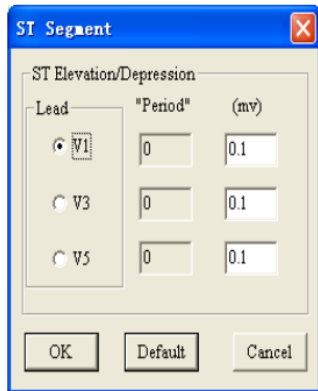 ST Segment
ST Elevation/Depression
Lead "Period" (mv)
V1 0 0.1
V3 0 0.1
V5 0 0.1
OK Default Cancel